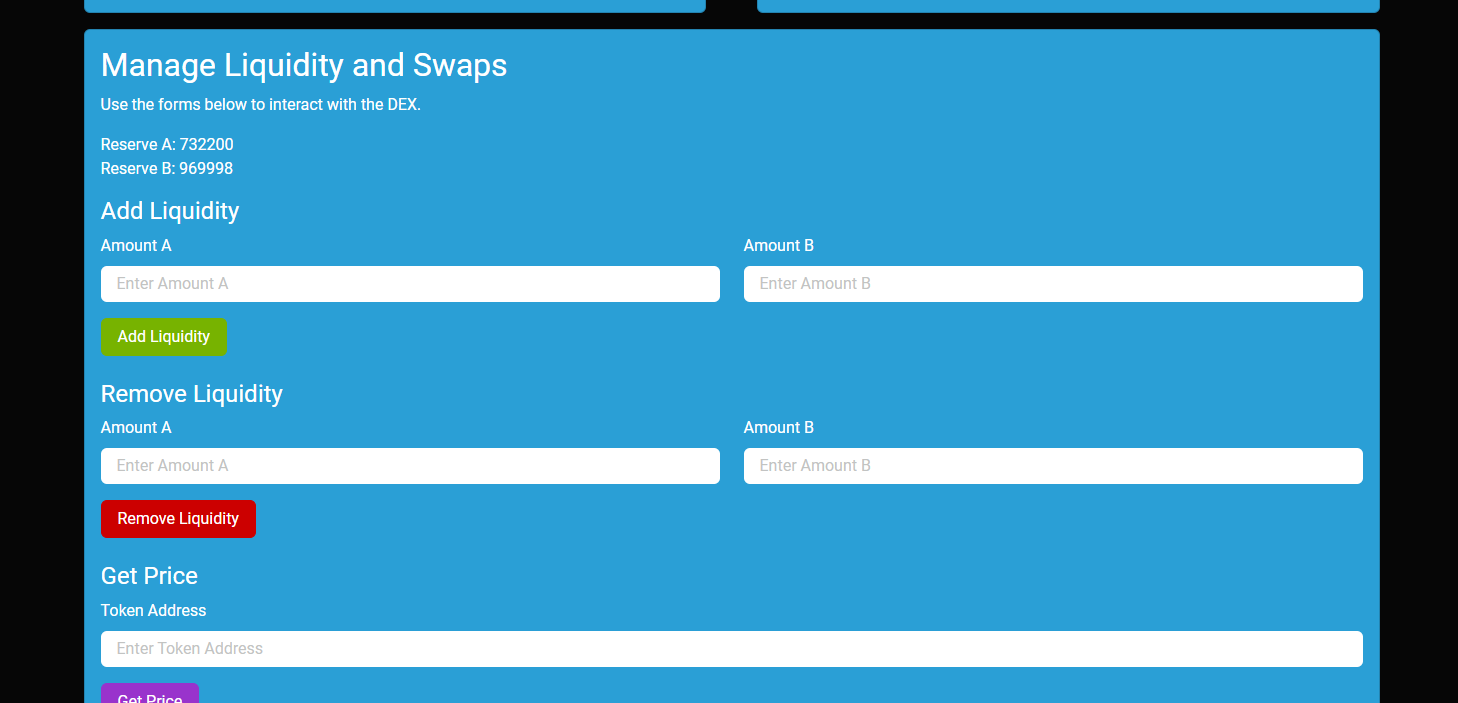 Manage Liquidity and Swaps
Use the forms below to interact with the DEX.
Reserve A: 732200
Reserve B: 969998
Add Liquidity
Amount A
Amount B
Enter Amount A
Enter Amount B
Add Liquidity
Remove Liquidity
Amount A
Amount B
Enter Amount A
Enter Amount B
Remove Liquidity
Get Price
Token Address
Enter Token Address
Get Price